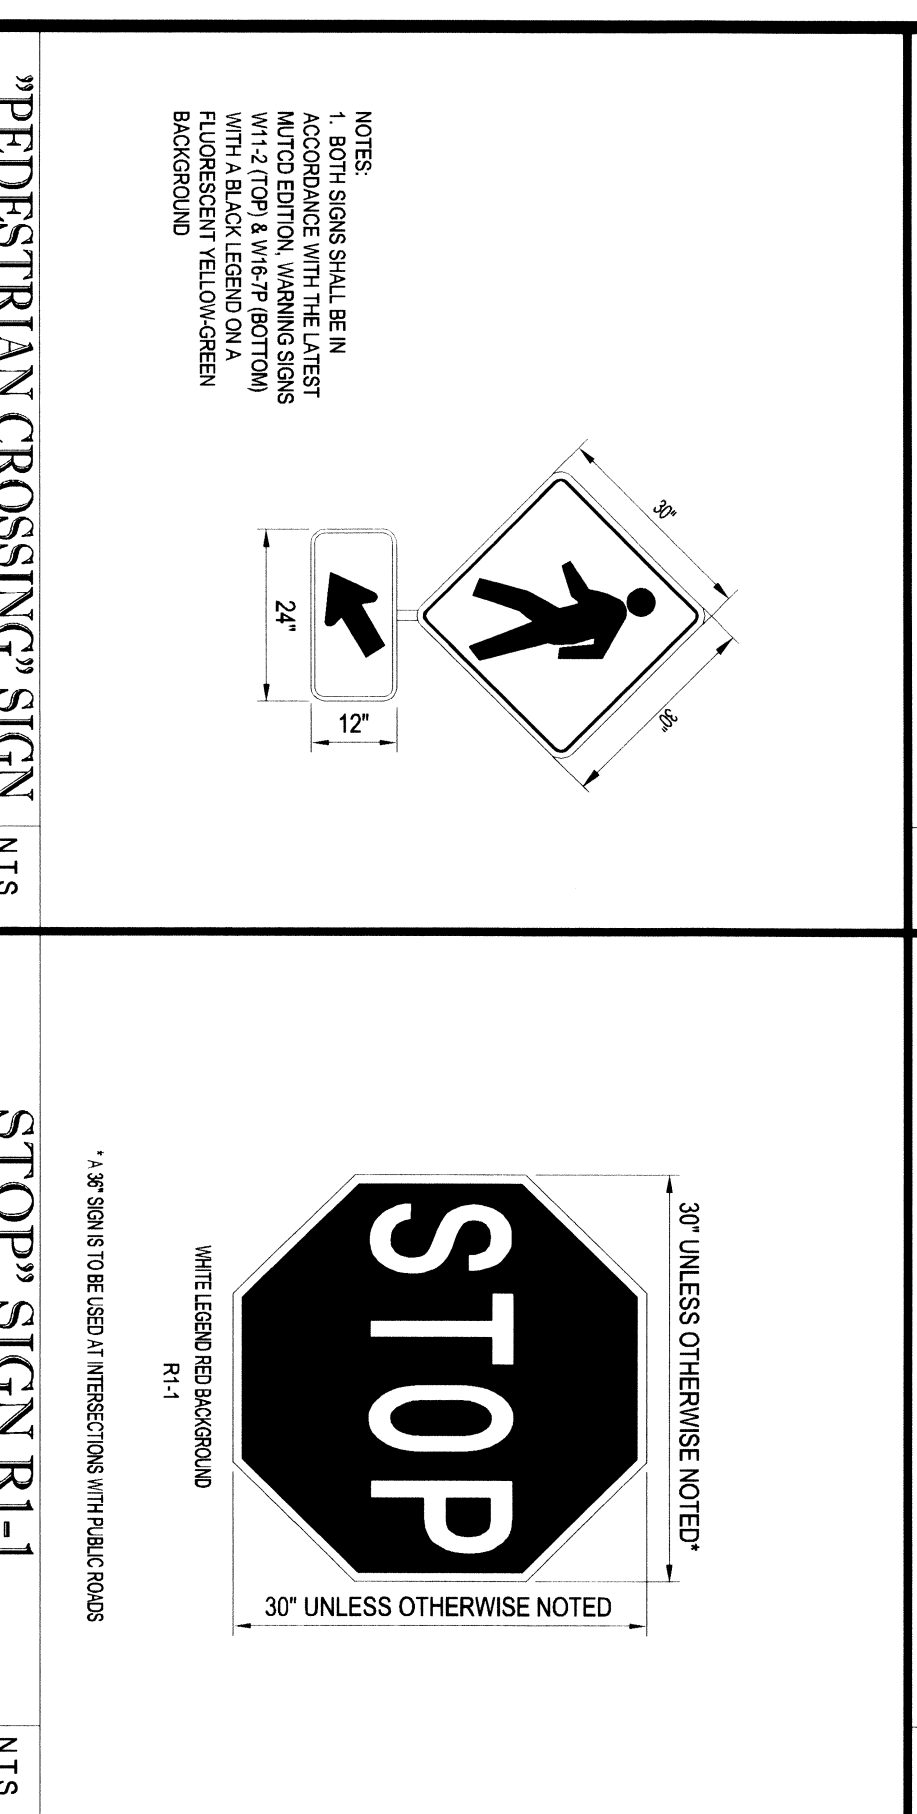 NOTES:
1. BOTH SIGNS SHALL BE IN
ACCORDANCE WITH THE LATEST
MUTCD EDITION, WARNING SIGNS
W11-2 (TOP) & W16-7P (BOTTOM)
WITH A BLACK LEGEND ON A
FLUORESCENT YELLOW-GREEN
BACKGROUND
30"
30"
12"
24"
"PEDESTRIAN CROSSING" SIGN
N T S
30" UNLESS OTHERWISE NOTED*
STOP
30" UNLESS OTHERWISE NOTED
WHITE LEGEND RED BACKGROUND
R1-1
* A 36" SIGN IS TO BE USED AT INTERSECTIONS WITH PUBLIC ROADS
STOP" SIGN R1-1
N T S